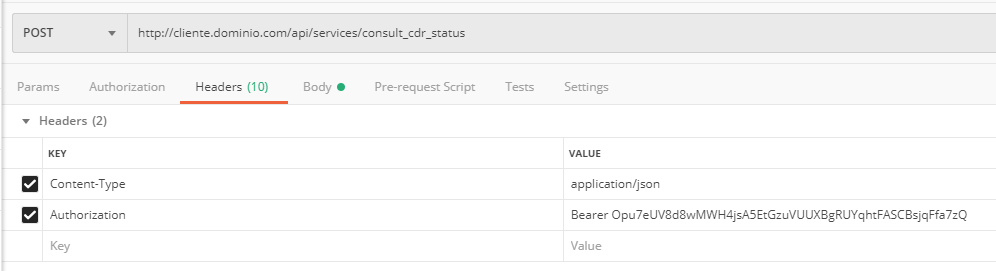 POST http://cliente.dominio.com/api/services/consult_cdr_status
Params Authorization Headers (10) Body Pre-request Script Tests Settings
Headers (2)
KEY VALUE
Content-Type application/json
Authorization Bearer Opu7eUV8d8wMWH4jsA5EtGzuVUUXBgRUYqhtFASCBsjqFfa7zQ
Key Value